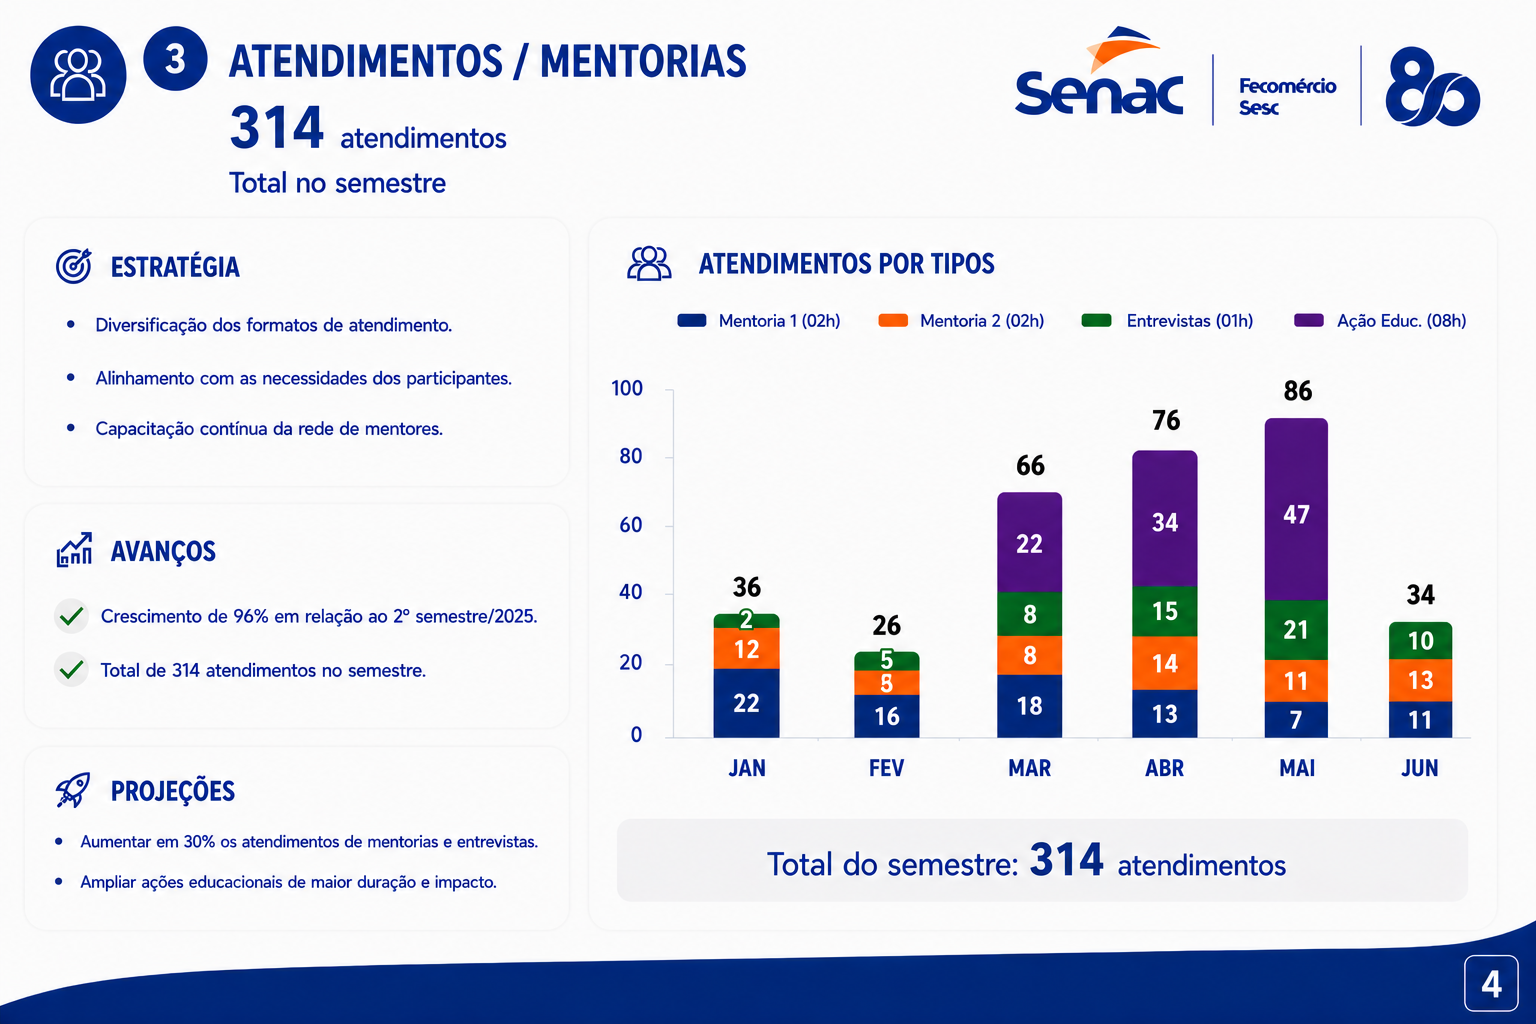 3
ATENDIMENTOS / MENTORIAS
314 atendimentos
Total no semestre
Senac
Fecomércio
Sesc
80
ESTRATÉGIA
• Diversificação dos formatos de atendimento.
• Alinhamento com as necessidades dos participantes.
• Capacitação contínua da rede de mentores.
AVANÇOS
Crescimento de 96% em relação ao 2º semestre/2025.
Total de 314 atendimentos no semestre.
PROJEÇÕES
• Aumentar em 30% os atendimentos de mentorias e entrevistas.
• Ampliar ações educacionais de maior duração e impacto.
ATENDIMENTOS POR TIPOS
Mentoria 1 (02h) Mentoria 2 (02h) Entrevistas (01h) Ação Educ. (08h)
100
80
60
40
20
0
36
2
12
22
26
5
5
16
66
22
8
8
18
76
34
15
14
13
86
47
21
11
7
34
10
13
11
JAN FEV MAR ABR MAI JUN
Total do semestre: 314 atendimentos
4